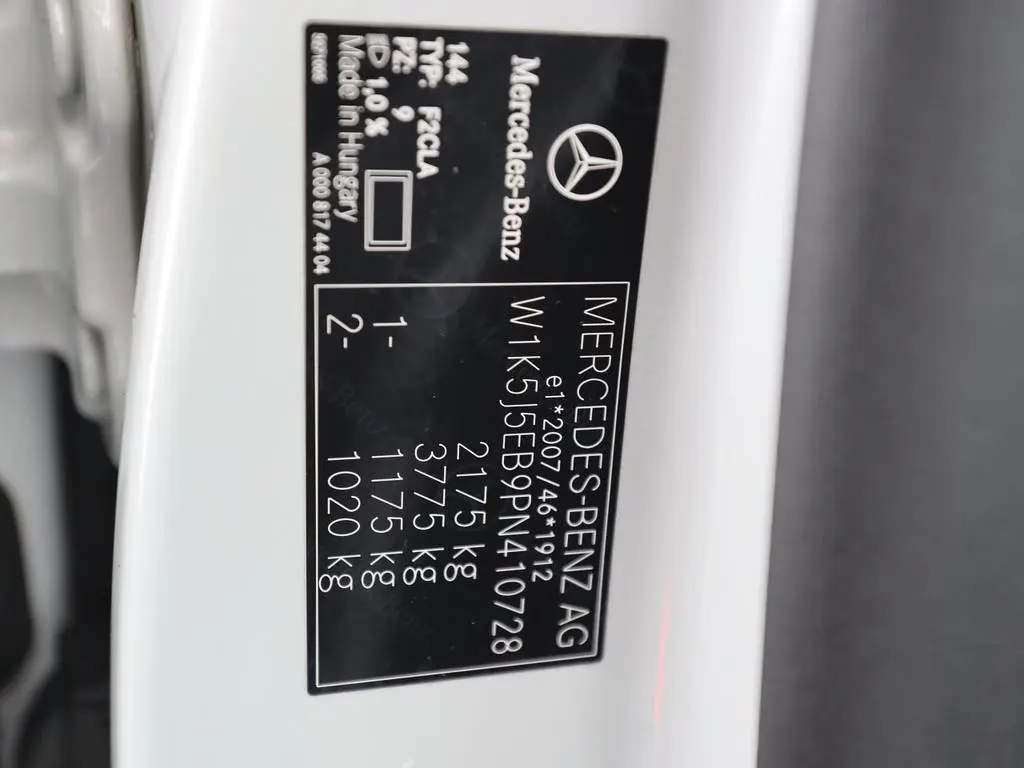 Mercedes-Benz
144
TYP: F2CLA
PZ: 9
1,0 %
Made in Hungary
A 000 817 44 04
MERCEDES-BENZ AG
e1*2007/46*1912
W1K5J5EB9PN410728
2175 kg
3775 kg
1- 1175 kg
2- 1020 kg